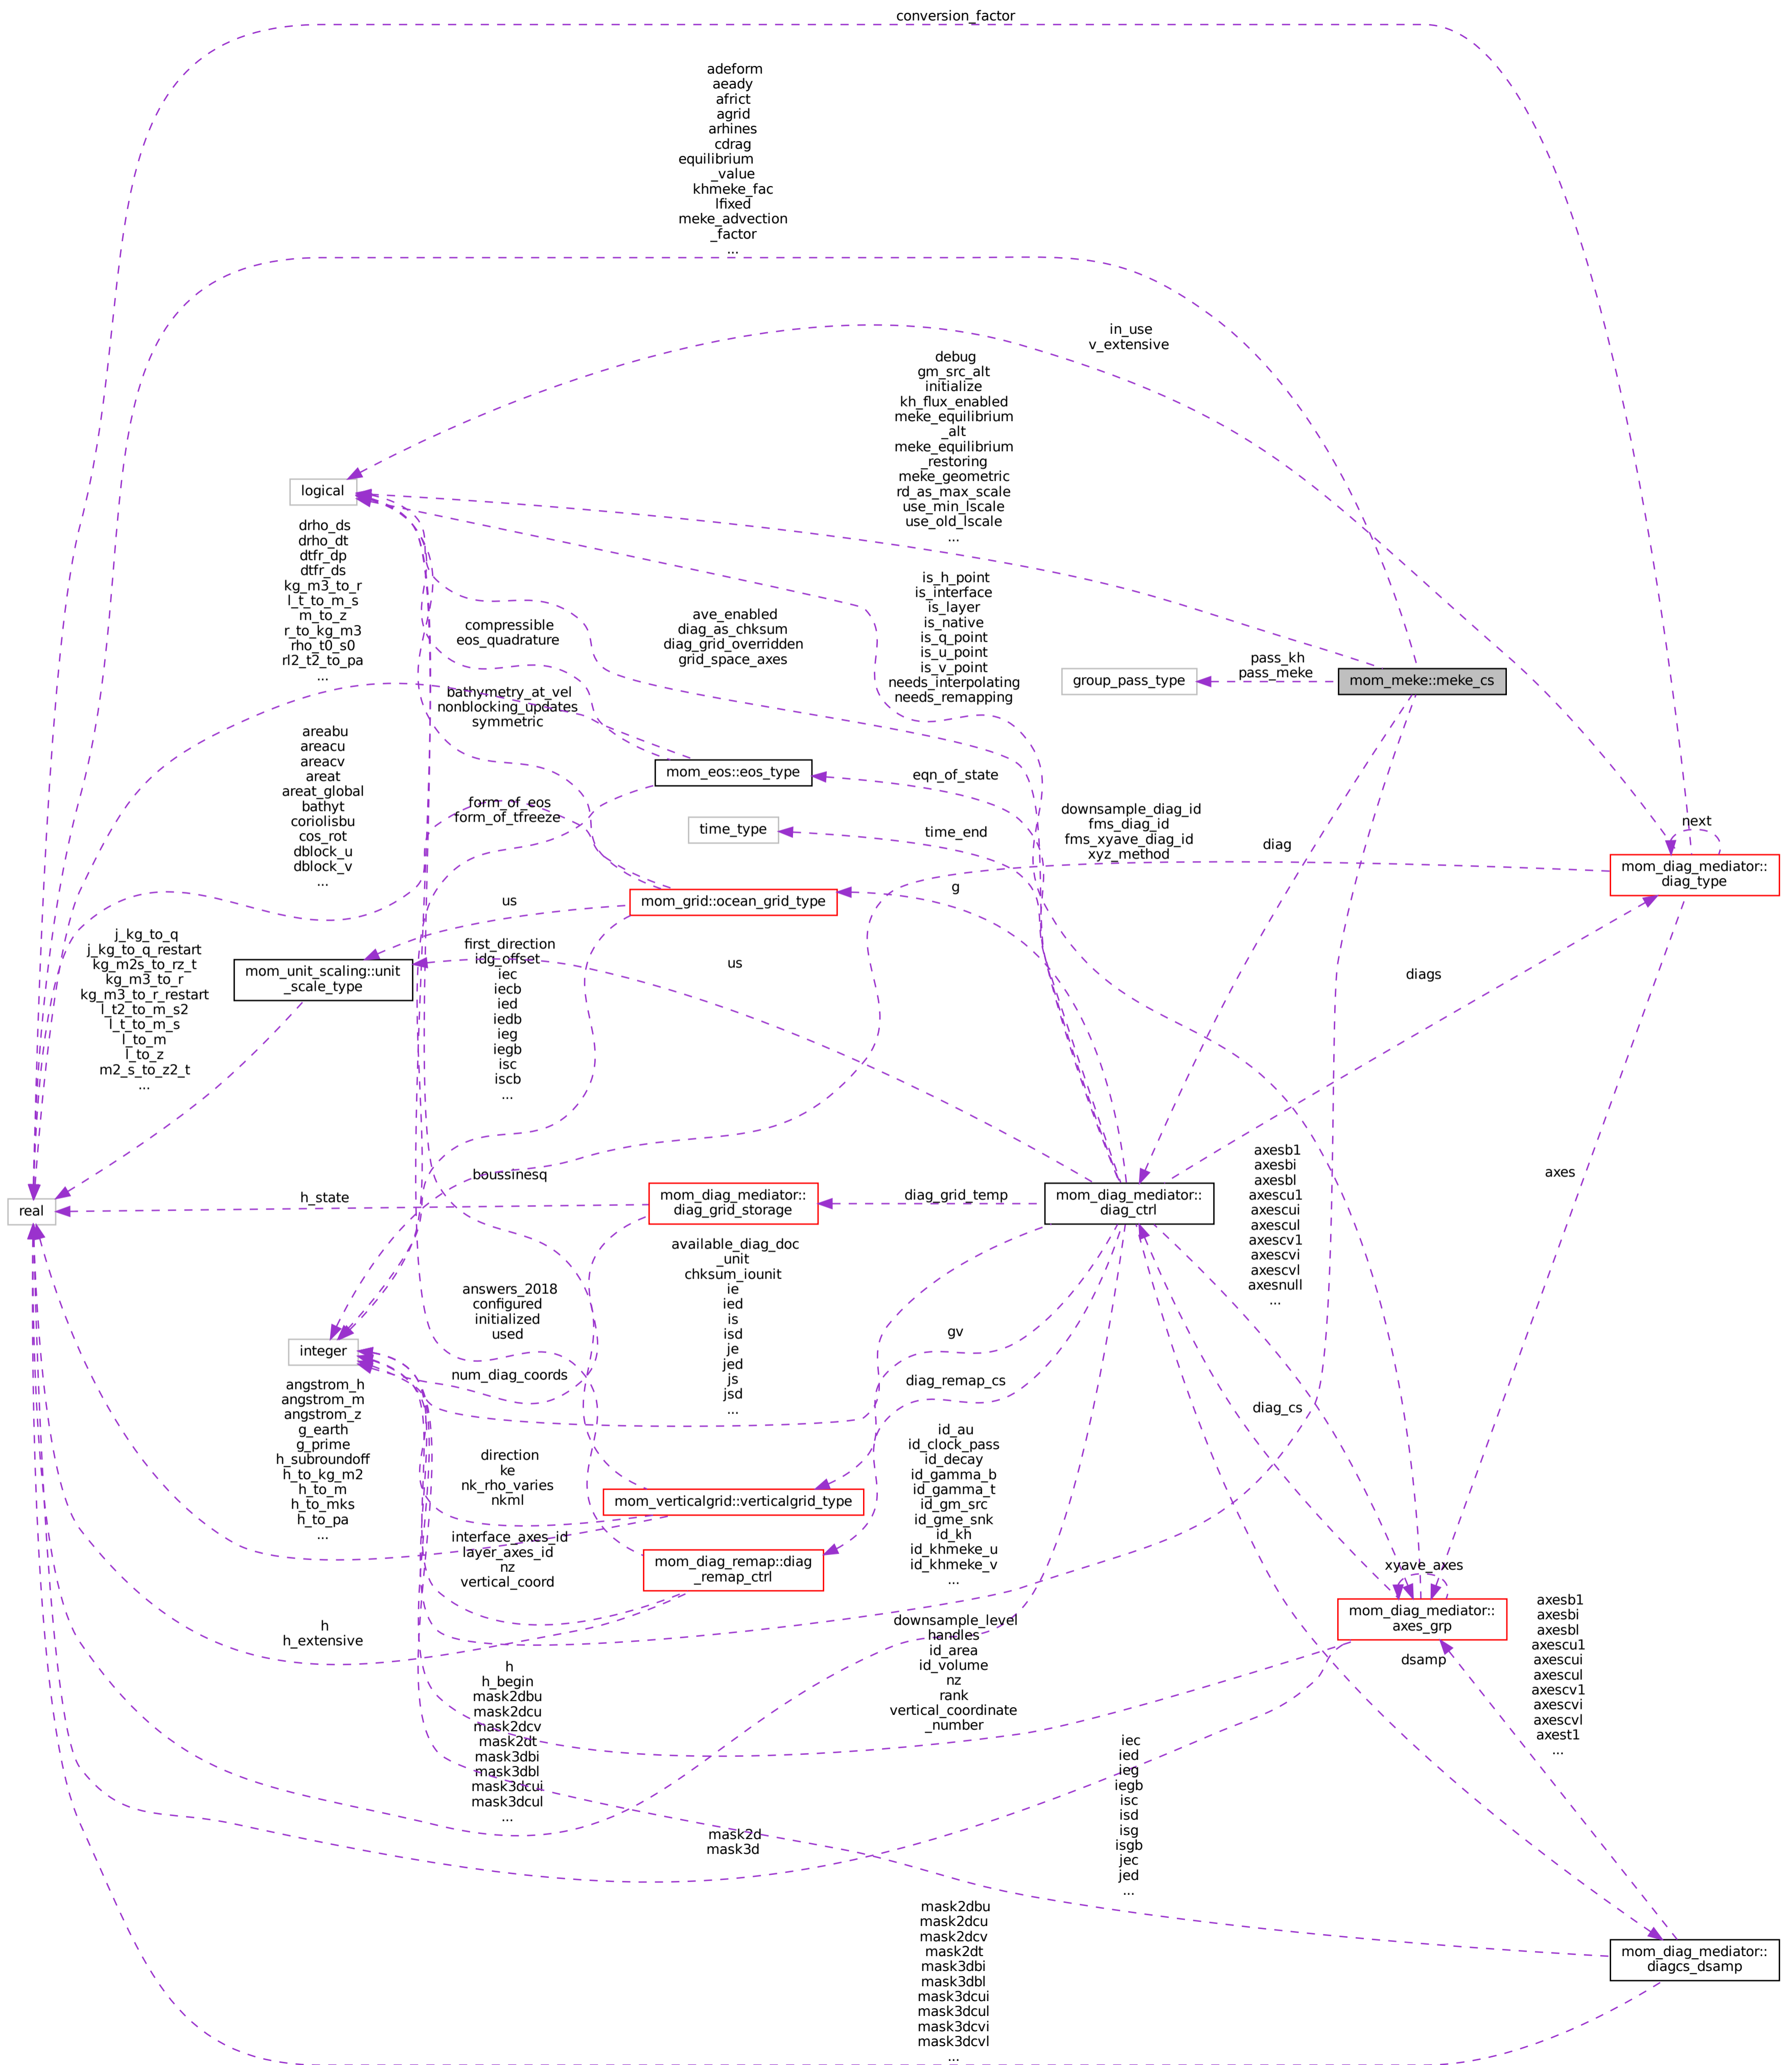 conversion_factor
adeform
aeady
africt
agrid
arhines
cdrag
equilibrium
_value
khmeke_fac
lfixed
meke_advection
_factor
...
in_use
v_extensive
debug
gm_src_alt
initialize
kh_flux_enabled
meke_equilibrium
_alt
meke_equilibrium
_restoring
meke_geometric
rd_as_max_scale
use_min_lscale
use_old_lscale
...
logical
drho_ds
drho_dt
dtfr_dp
dtfr_ds
kg_m3_to_r
l_t_to_m_s
m_to_z
r_to_kg_m3
rho_t0_s0
rl2_t2_to_pa
...
compressible
eos_quadrature
ave_enabled
diag_as_chksum
diag_grid_overridden
grid_space_axes
is_h_point
is_interface
is_layer
is_native
is_q_point
is_u_point
is_v_point
needs_interpolating
needs_remapping
group_pass_type
pass_kh
pass_meke
mom_meke::meke_cs
bathymetry_at_vel
nonblocking_updates
symmetric
areabu
areacu
areacv
areat
areat_global
bathyt
coriolisbu
cos_rot
dblock_u
dblock_v
...
mom_eos::eos_type
eqn_of_state
form_of_eos
form_of_tfreeze
time_type
time_end
downsample_diag_id
fms_diag_id
fms_xyave_diag_id
xyz_method
diag
next
mom_diag_mediator::
diag_type
us
mom_grid::ocean_grid_type
g
j_kg_to_q
j_kg_to_q_restart
kg_m2s_to_rz_t
kg_m3_to_r
kg_m3_to_r_restart
l_t2_to_m_s2
l_t_to_m_s
l_to_m
l_to_z
m2_s_to_z2_t
...
mom_unit_scaling::unit
_scale_type
first_direction
idg_offset
iec
iecb
ied
iedb
ieg
iegb
isc
iscb
...
us
diags
boussinesq
axesb1
axesbi
axesbl
axescu1
axescui
axescul
axescv1
axescvi
axescvl
axesnull
...
axes
real
h_state
mom_diag_mediator::
diag_grid_storage
diag_grid_temp
mom_diag_mediator::
diag_ctrl
available_diag_doc
_unit
chksum_iounit
ie
ied
is
isd
je
jed
js
jsd
...
answers_2018
configured
initialized
used
integer
num_diag_coords
gv
diag_remap_cs
diag_cs
angstrom_h
angstrom_m
angstrom_z
g_earth
g_prime
h_subroundoff
h_to_kg_m2
h_to_m
h_to_mks
h_to_pa
...
direction
ke
nk_rho_varies
nkml
mom_verticalgrid::verticalgrid_type
id_au
id_clock_pass
id_decay
id_gamma_b
id_gamma_t
id_gm_src
id_gme_snk
id_kh
id_khmeke_u
id_khmeke_v
...
interface_axes_id
layer_axes_id
nz
vertical_coord
mom_diag_remap::diag
_remap_ctrl
xyave_axes
mom_diag_mediator::
axes_grp
h
h_extensive
downsample_level
handles
id_area
id_volume
nz
rank
vertical_coordinate
_number
dsamp
axesb1
axesbi
axesbl
axescu1
axescui
axescul
axescv1
axescvi
axescvl
axest1
...
h
h_begin
mask2dbu
mask2dcu
mask2dcv
mask2dt
mask3dbi
mask3dbl
mask3dcui
mask3dcul
...
mask2d
mask3d
iec
ied
ieg
iegb
isc
isd
isg
isgb
jec
jed
...
mask2dbu
mask2dcu
mask2dcv
mask2dt
mask3dbi
mask3dbl
mask3dcui
mask3dcul
mask3dcvi
mask3dcvl
...
mom_diag_mediator::
diagcs_dsamp